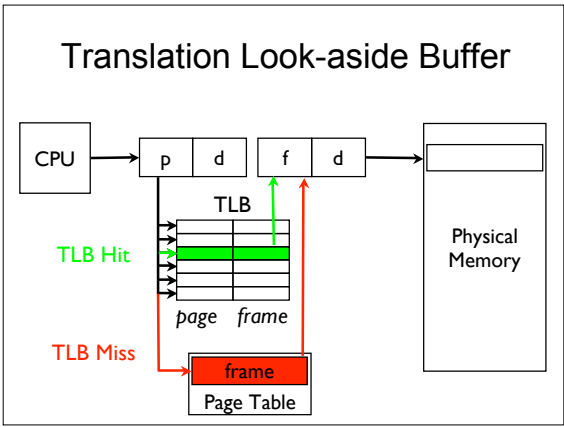 Translation Look-aside Buffer
CPU
p d
f d
TLB
TLB Hit
Physical
Memory
page frame
TLB Miss
frame
Page Table